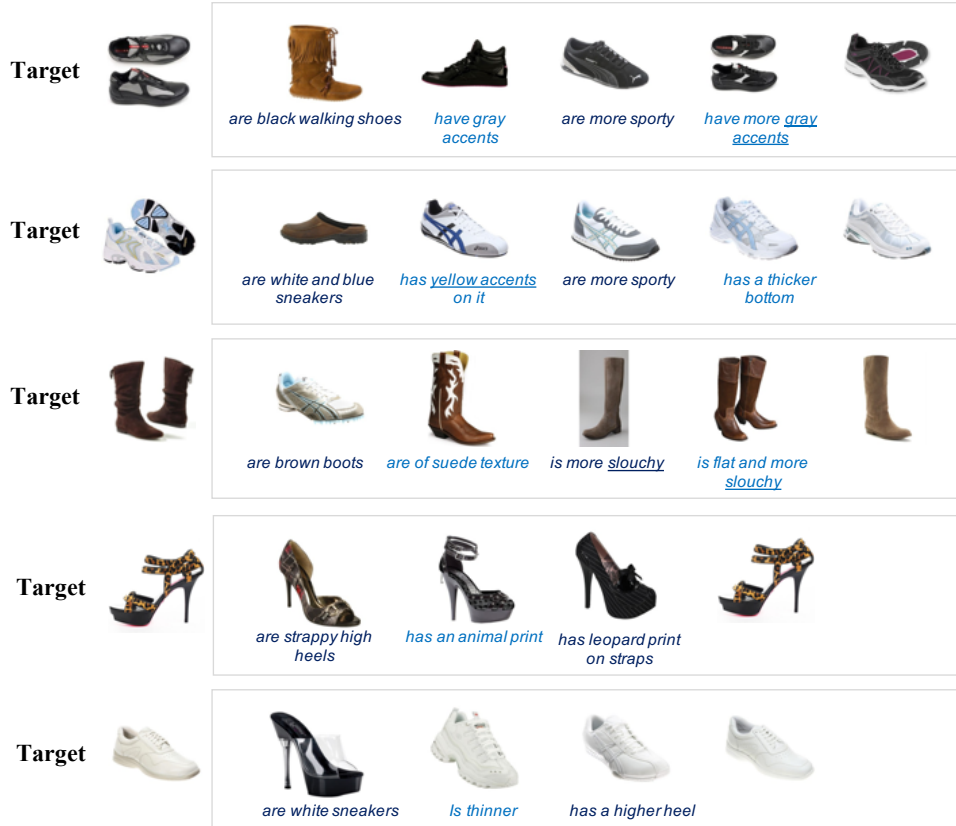 Target
are black walking shoes
have gray
accents
are more sporty
have more gray
accents
Target
are white and blue
sneakers
has yellow accents
on it
are more sporty
has a thicker
bottom
Target
are brown boots
are of suede texture
is more slouchy
is flat and more
slouchy
Target
are strappy high
heels
has an animal print
has leopard print
on straps
Target
are white sneakers
Is thinner
has a higher heel